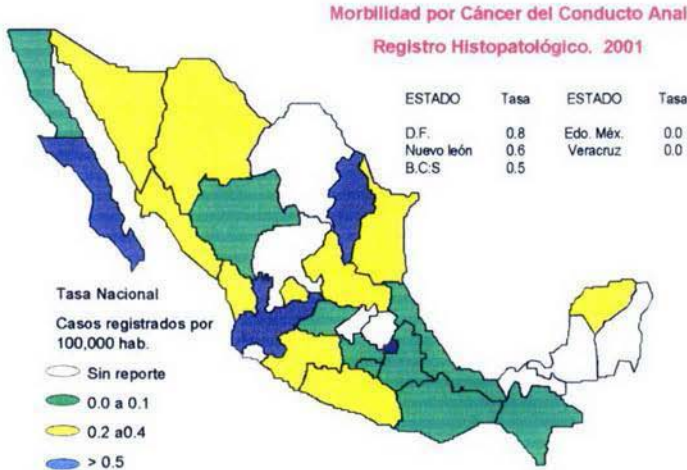 Morbilidad por Cáncer del Conducto Anal
Registro Histopatológico. 2001
ESTADO Tasa ESTADO Tasa
D.F. 0.8 Edo. Méx. 0.0
Nuevo león 0.6 Veracruz 0.0
B.C:S 0.5
Tasa Nacional
Casos registrados por
100,000 hab.
Sin reporte
0.0 a 0.1
0.2 a0.4
> 0.5